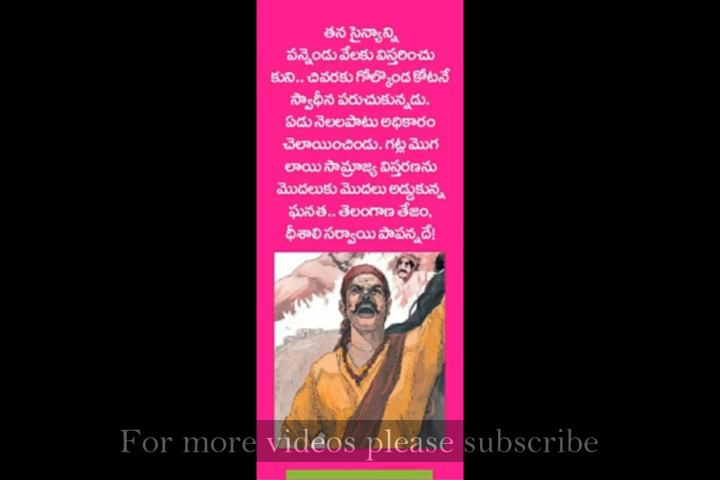 తన సైన్యాన్ని
పన్నెండు వేలకు విస్తరించు
కుని.. చివరకు గోల్కొండ కోటనే
స్వాధీన పరుచుకున్నడు.
ఏడు నెలలపాటు అధికారం
చెలాయించిండు. గట్ల మొగ
లాయి సామ్రాజ్య విస్తరణను
మొదలుకు మొదలు అడ్డుకున్న
ఘనత.. తెలంగాణ తేజం,
ధీశాలి సర్వాయి పాపన్నదే!
For more videos please subscribe